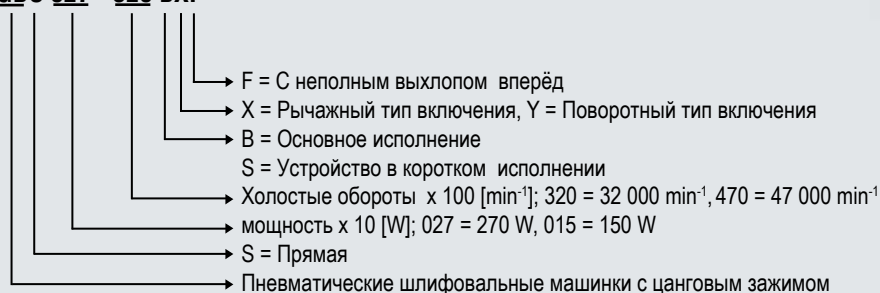 F = С неполным выхлопом вперёд
X = Рычажный тип включения, Y = Поворотный тип включения
B = Основное исполнение
S = Устройство в коротком исполнении
Холостые обороты x 100 [min-1]; 320 = 32 000 min-1, 470 = 47 000 min-1
мощность x 10 [W]; 027 = 270 W, 015 = 150 W
S = Прямая
Пневматические шлифовальные машинки с цанговым зажимом